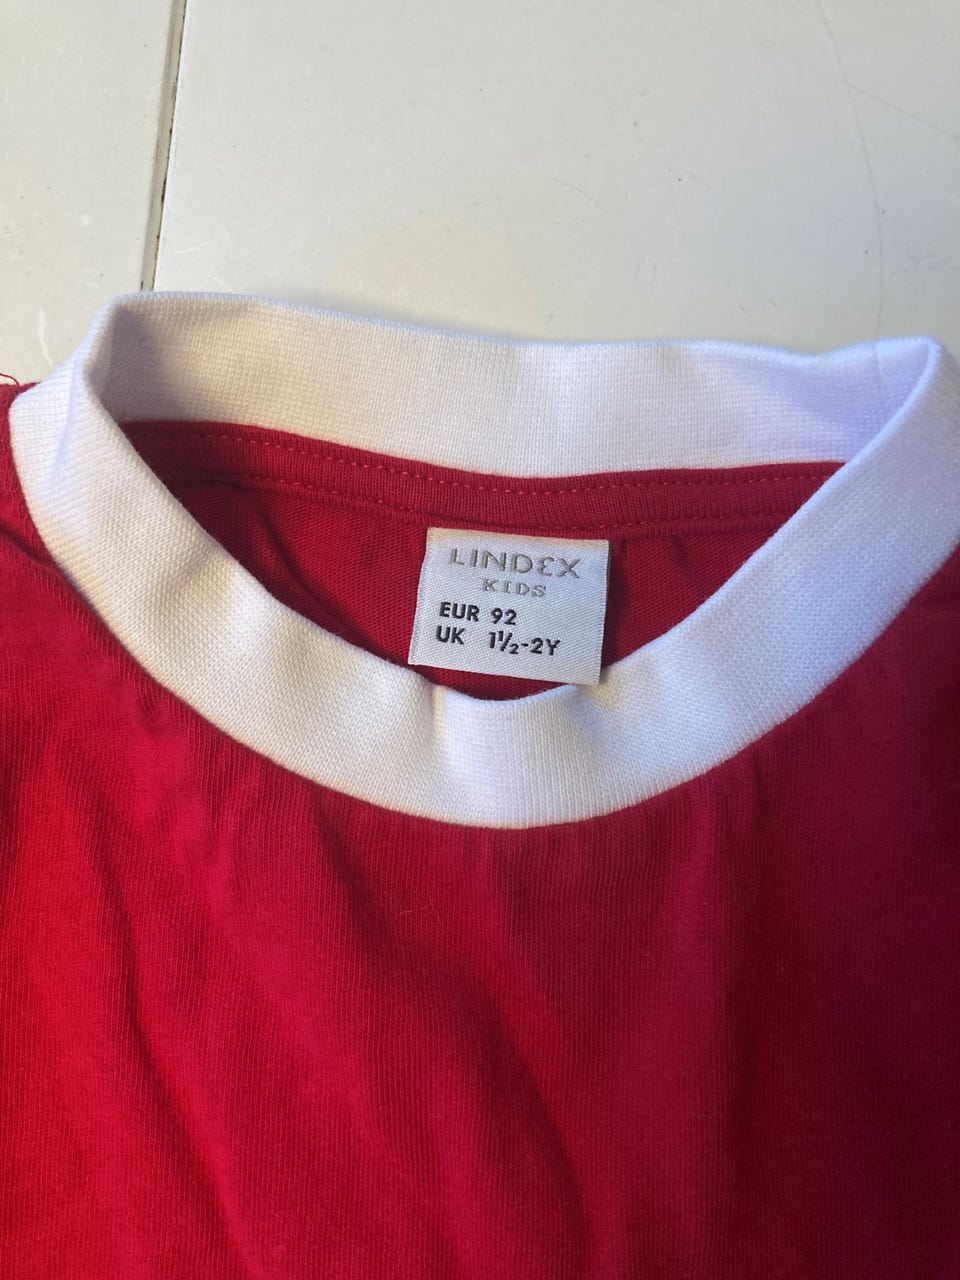 LINDEX
KIDS
EUR 92
UK 1½-2Y